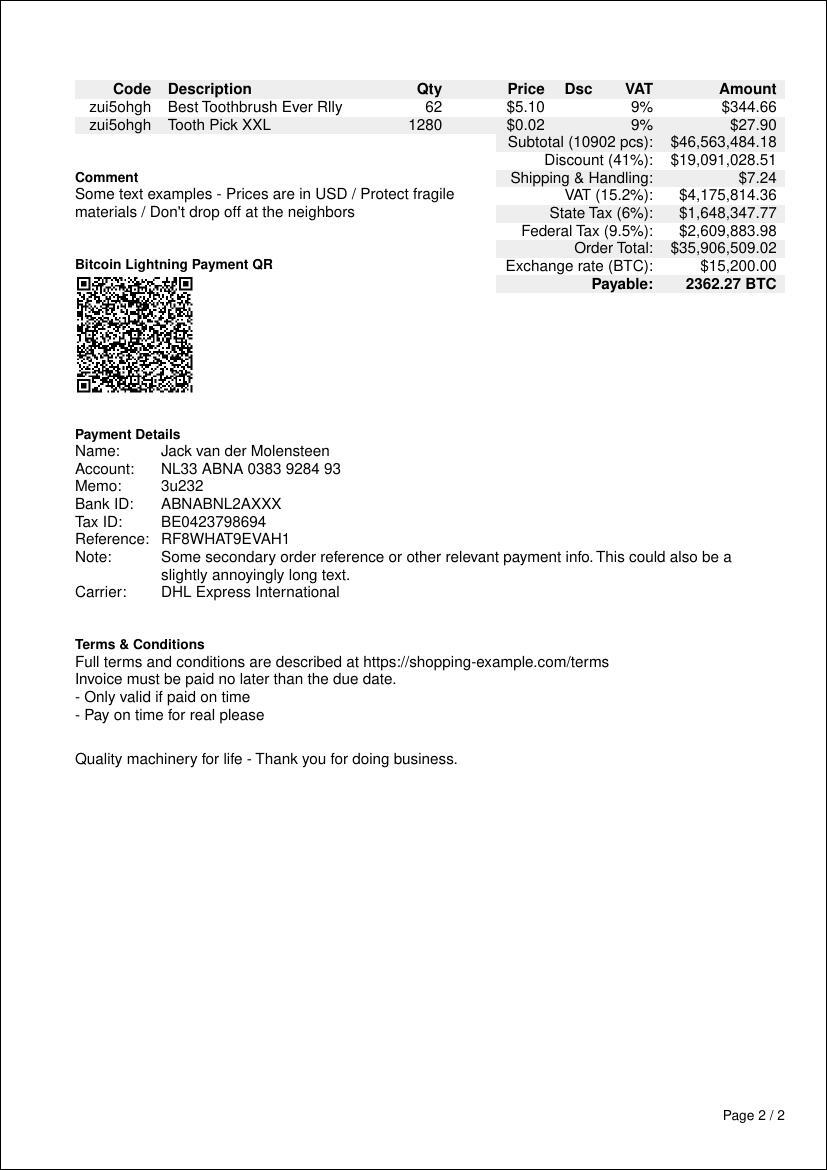 Code Description Qty Price Dsc VAT Amount
zui5ohgh Best Toothbrush Ever Rlly 62 $5.10 9% $344.66
zui5ohgh Tooth Pick XXL 1280 $0.02 9% $27.90
Subtotal (10902 pcs): $46,563,484.18
Discount (41%): $19,091,028.51
Shipping & Handling: $7.24
VAT (15.2%): $4,175,814.36
State Tax (6%): $1,648,347.77
Federal Tax (9.5%): $2,609,883.98
Order Total: $35,906,509.02
Exchange rate (BTC): $15,200.00
Payable: 2362.27 BTC
Comment
Some text examples - Prices are in USD / Protect fragile
materials / Don't drop off at the neighbors
Bitcoin Lightning Payment QR
Payment Details
Name: Jack van der Molensteen
Account: NL33 ABNA 0383 9284 93
Memo: 3u232
Bank ID: ABNABNL2AXXX
Tax ID: BE0423798694
Reference: RF8WHAT9EVAH1
Note: Some secondary order reference or other relevant payment info. This could also be a
slightly annoyingly long text.
Carrier: DHL Express International
Terms & Conditions
Full terms and conditions are described at https://shopping-example.com/terms
Invoice must be paid no later than the due date.
- Only valid if paid on time
- Pay on time for real please
Quality machinery for life - Thank you for doing business.
Page 2 / 2